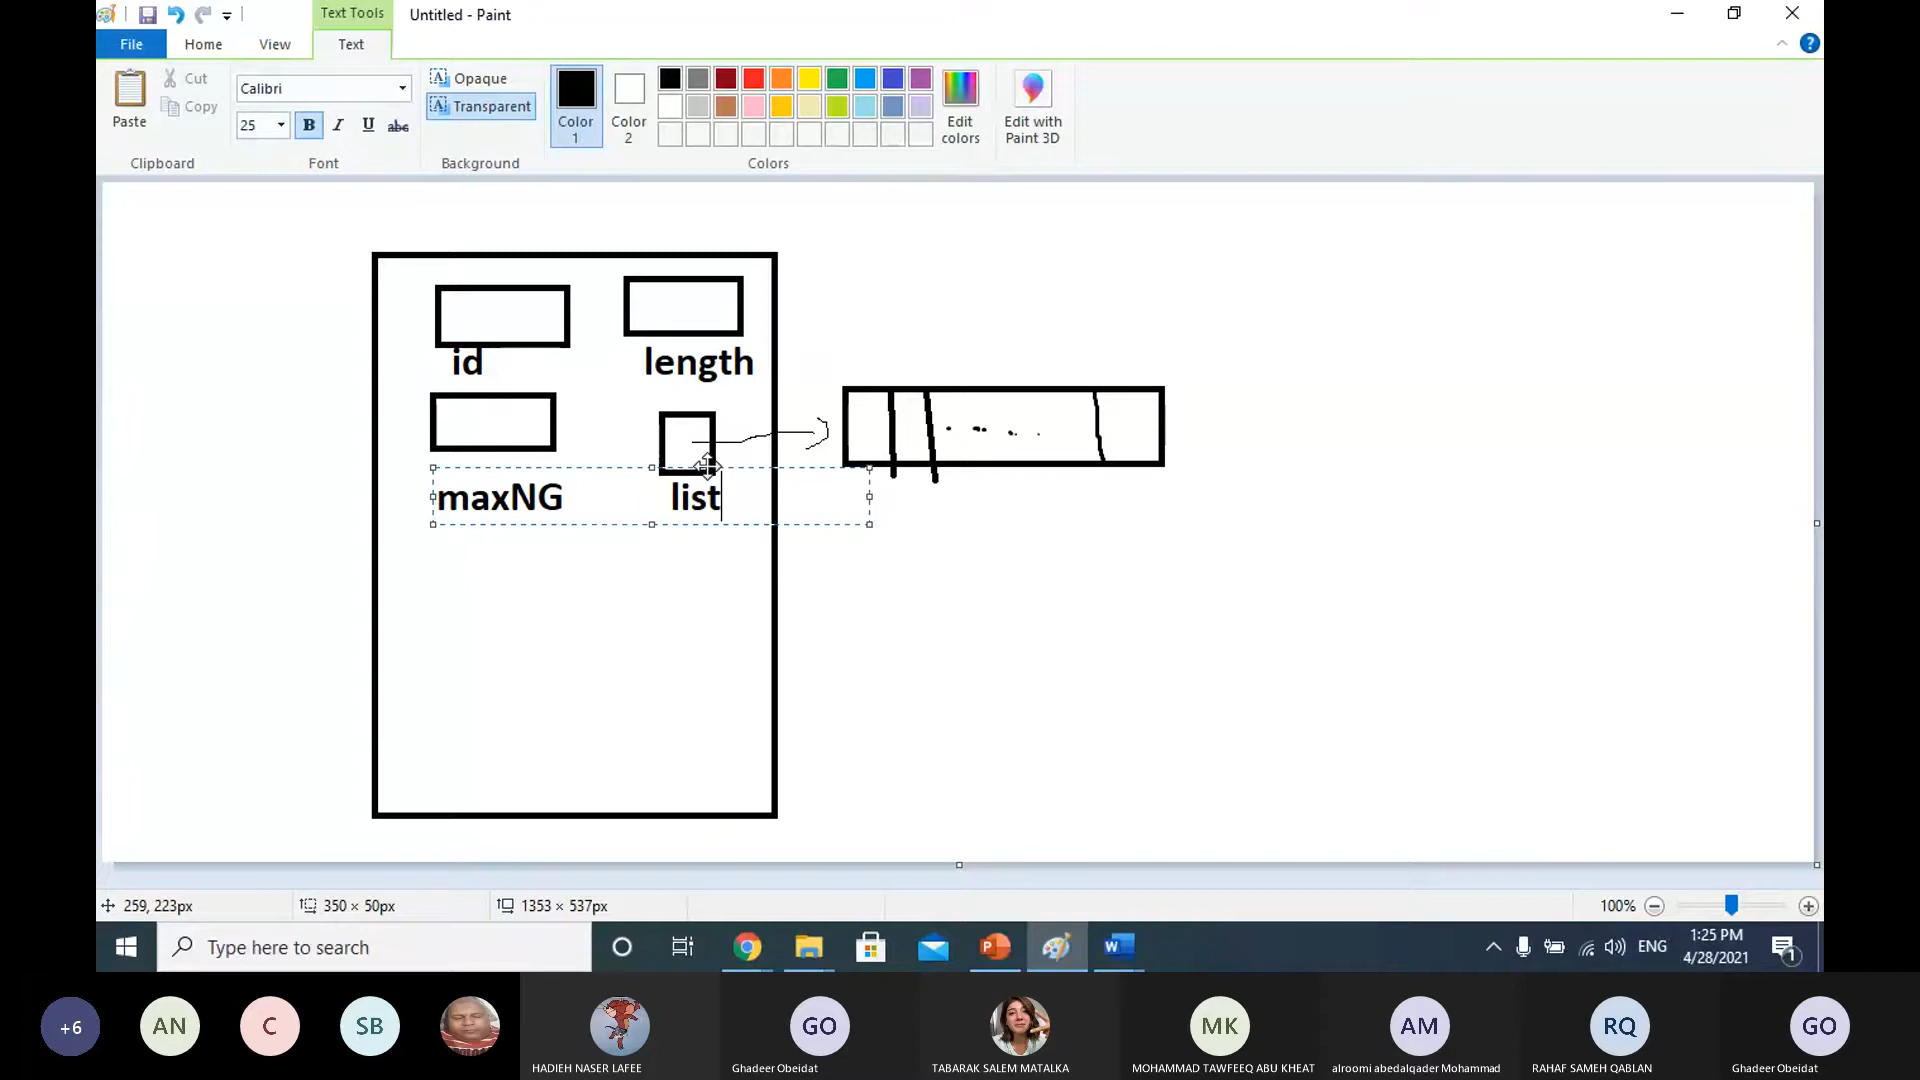 Text Tools
Untitled - Paint
File
Home
View
Text
Paste
Cut
Copy
Calibri
25
B
I
U
abc
A Opaque
A Transparent
Color 1
Color 2
Edit colors
Edit with Paint 3D
Clipboard
Font
Background
Colors
id
length
maxNG
list
259, 223px
350 × 50px
1353 × 537px
100%
Type here to search
P
W
ENG
1:25 PM
4/28/2021
1
+6
AN
C
SB
GO
MK
AM
RQ
GO
HADIEH NASER LAFEE
Ghadeer Obeidat
TABARAK SALEM MATALKA
MOHAMMAD TAWFEEQ ABU KHEAT
alroomi abedalqader Mohammad
RAHAF SAMEH QABLAN
Ghadeer Obeidat